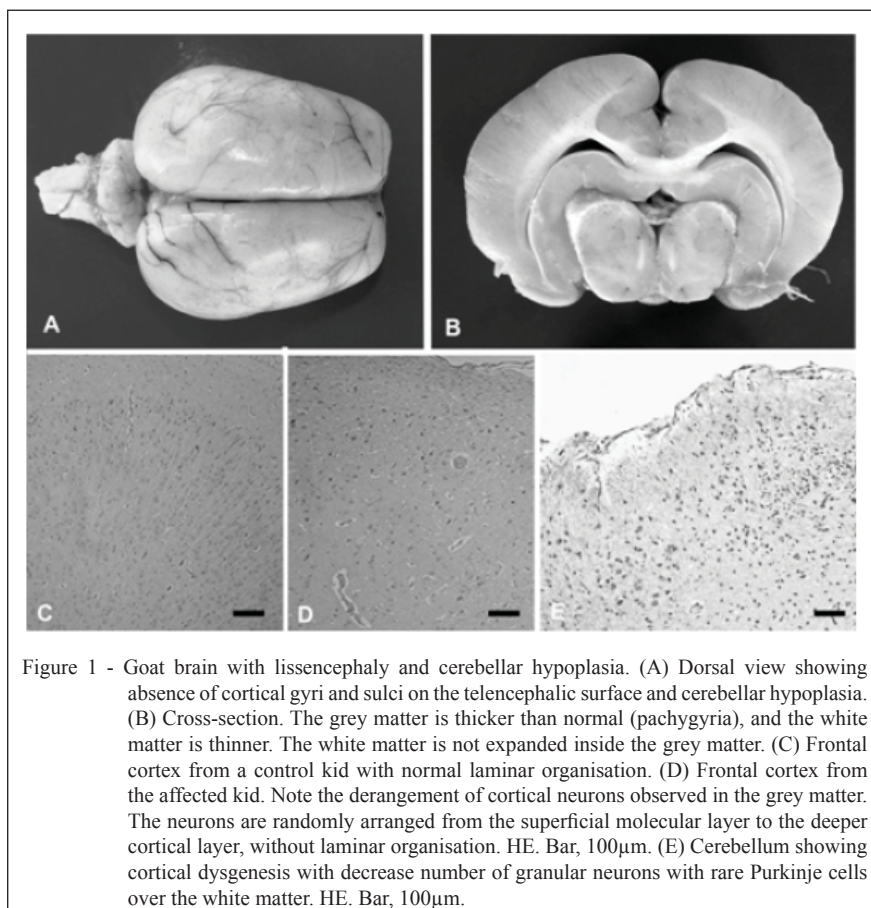 A
B
C
D
E
Figure 1 - Goat brain with lissencephaly and cerebellar hypoplasia. (A) Dorsal view showing
absence of cortical gyri and sulci on the telencephalic surface and cerebellar hypoplasia.
(B) Cross-section. The grey matter is thicker than normal (pachygyria), and the white
matter is thinner. The white matter is not expanded inside the grey matter. (C) Frontal
cortex from a control kid with normal laminar organisation. (D) Frontal cortex from
the affected kid. Note the derangement of cortical neurons observed in the grey matter.
The neurons are randomly arranged from the superficial molecular layer to the deeper
cortical layer, without laminar organisation. HE. Bar, 100µm. (E) Cerebellum showing
cortical dysgenesis with decrease number of granular neurons with rare Purkinje cells
over the white matter. HE. Bar, 100µm.